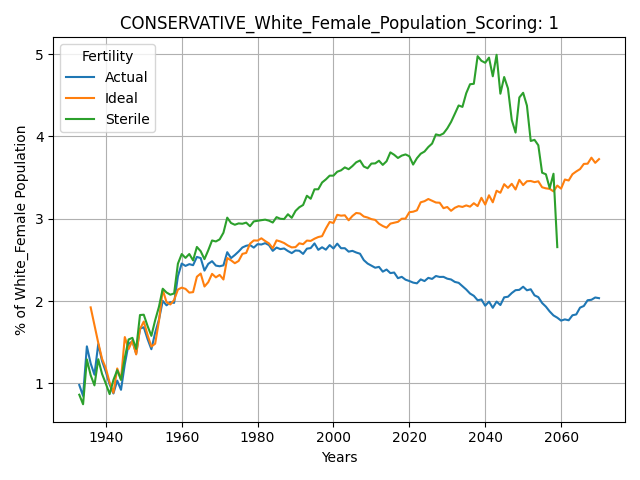 CONSERVATIVE_White_Female_Population_Scoring: 1
Fertility
Actual
Ideal
Sterile
% of White_Female Population
5
4
3
2
1
1940
1960
1980
2000
2020
2040
2060
Years